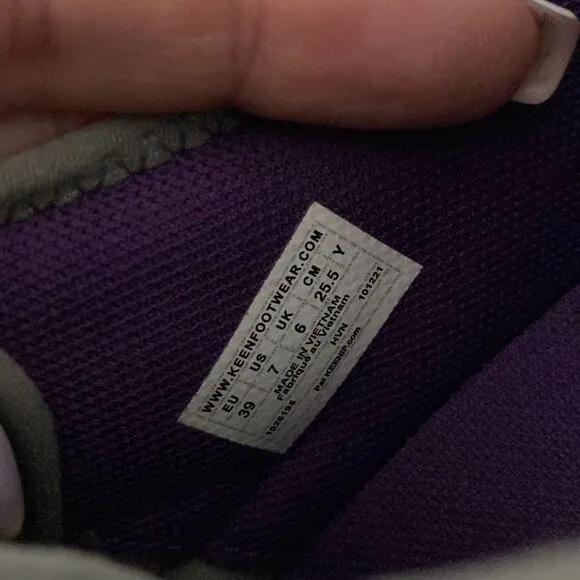 WWW.KEENFOOTWEAR.COM
EU US UK CM Y
39 7 6 25.5
MADE IN VIETNAM
Fabriqué au Vietnam
1026196 HVN 101221
Pat KEENIP.com